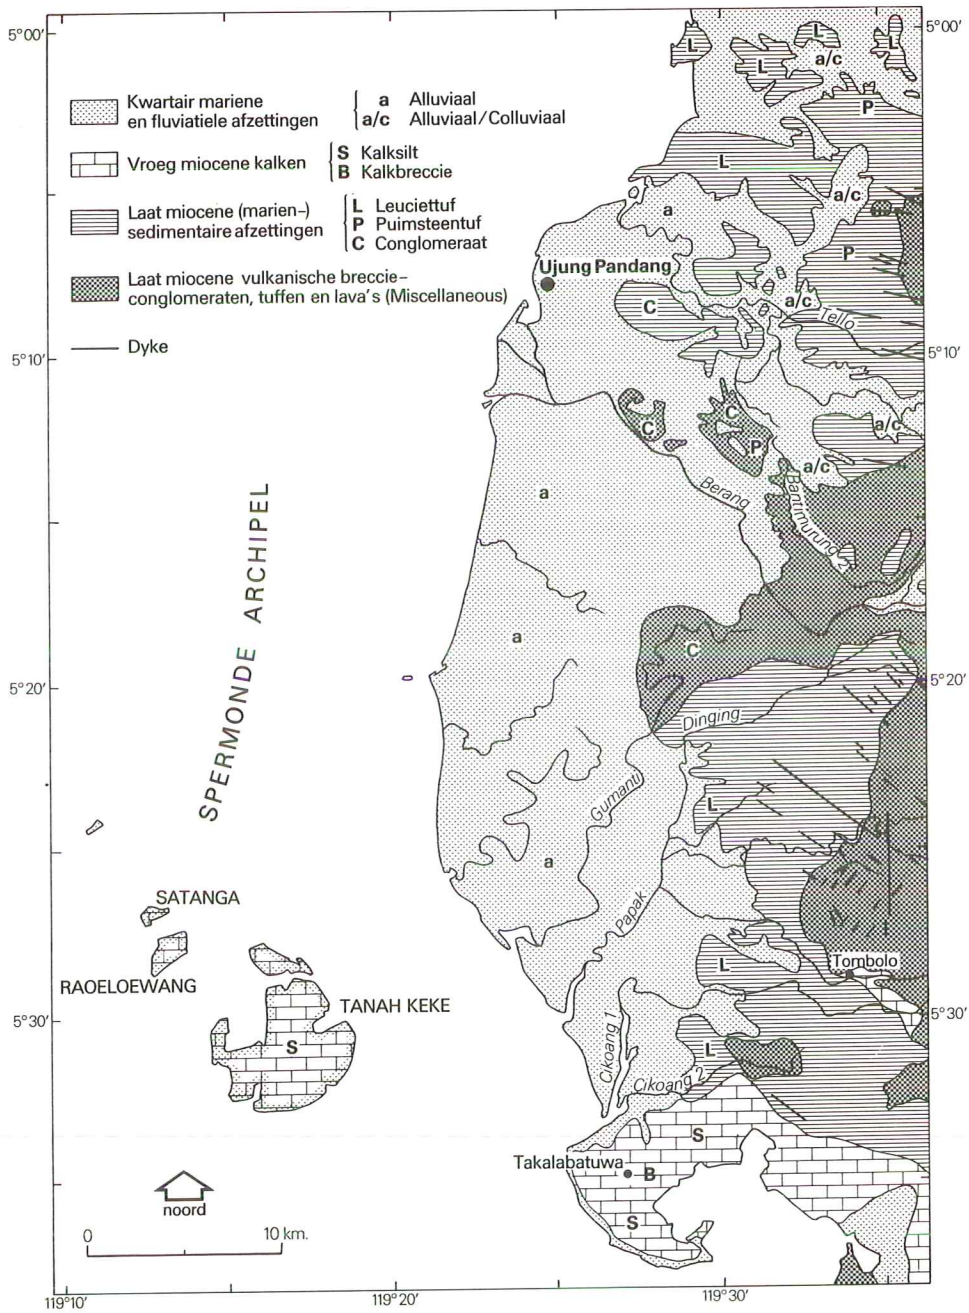 5°00′
5°00′
Kwartair mariene
en fluviatiele afzettingen
a Alluviaal
a/c Alluviaal/Colluviaal
Vroeg miocene kalken
S Kalksilt
B Kalkbreccie
Laat miocene (marien-)
sedimentaire afzettingen
L Leuciettuf
P Puimsteentuf
C Conglomeraat
Laat miocene vulkanische breccie-
conglomeraten, tuffen en lava's (Miscellaneous)
Dyke
L
L
L
L
a/c
P
L
a/c
a
P
Ujung Pandang
a/c
C
Tello
5°10′
5°10′
C
C
P
a/c
a/c
Berang
Bantimurung 2
a
SPERMONDE ARCHIPEL
a
C
5°20′
5°20′
Dinging
Gumanti
L
a
Papak
SATANGA
RAOELOEWANG
TANAH KEKE
L
Tombolo
5°30′
5°30′
S
Cikoang 1
L
Cikoang 2
S
Takalabatuwa
B
S
noord
0 10 km.
119°10′
119°20′
119°30′